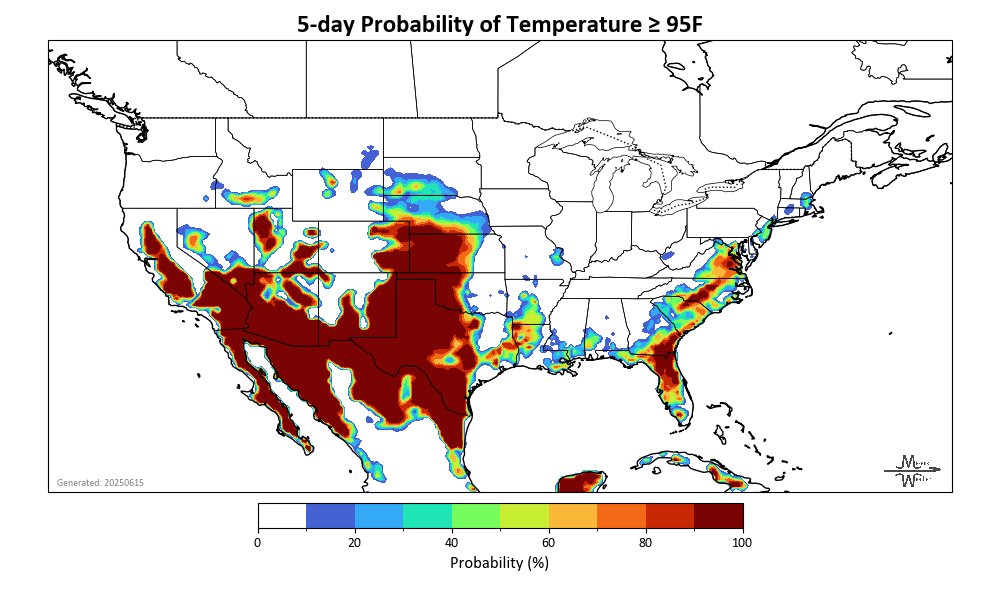 5-day Probability of Temperature ≥ 95F
Generated: 20250615
0 20 40 60 80 100
Probability (%)